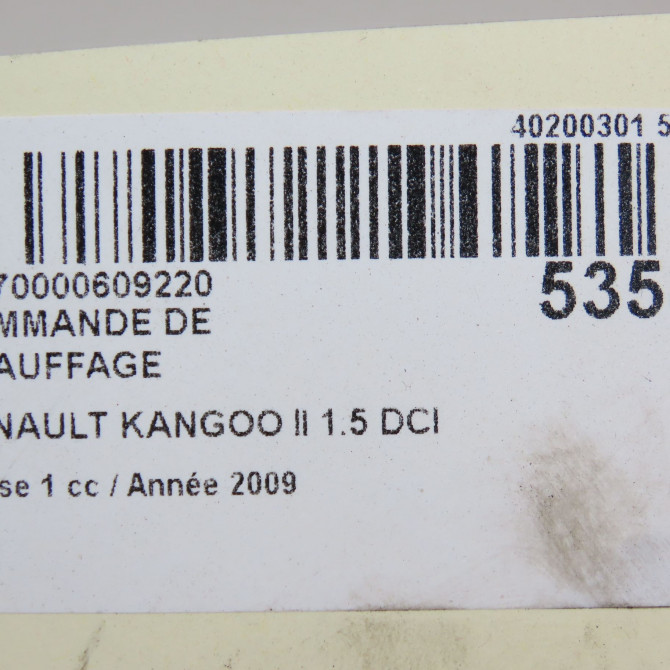 40200301 5
70000609220
535
MMANDE DE
AUFFAGE
NAULT KANGOO II 1.5 DCI
se 1 cc / Année 2009